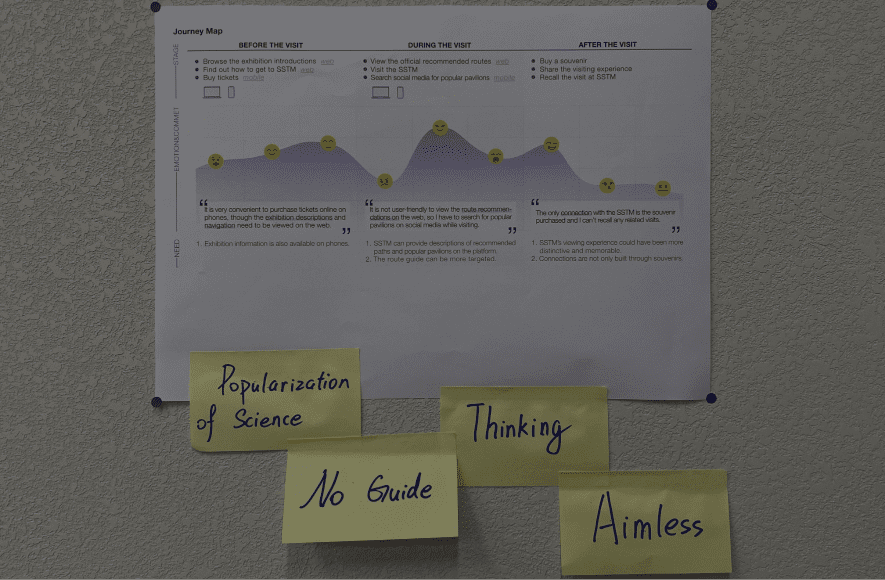 Journey Map
STAGE
BEFORE THE VISIT
Browse the exhibition introductions web
Find out how to get to SSTM web
Buy tickets mobile
DURING THE VISIT
View the official recommended routes web
Visit the SSTM
Search social media for popular pavilions mobile
AFTER THE VISIT
Buy a souvenir
Share the visiting experience
Recall the visit at SSTM
EMOTION&COMMET
“
It is very convenient to purchase tickets online on
phones, though the exhibition descriptions and
navigation need to be viewed on the web.
”
“
It is not user-friendly to view the route recommen-
dations on the web, so I have to search for popular
pavilions on social media while visiting.
”
“
The only connection with the SSTM is the souvenir
purchased and I can't recall any related visits.
”
NEED
1. Exhibition information is also available on phones.
1. SSTM can provide descriptions of recommended
paths and popular pavilions on the platform.
2. The route guide can be more targeted.
1. SSTM's viewing experience could have been more
distinctive and memorable.
2. Connections are not only built through souvenirs.
Popularization
of Science
No Guide
Thinking
Aimless